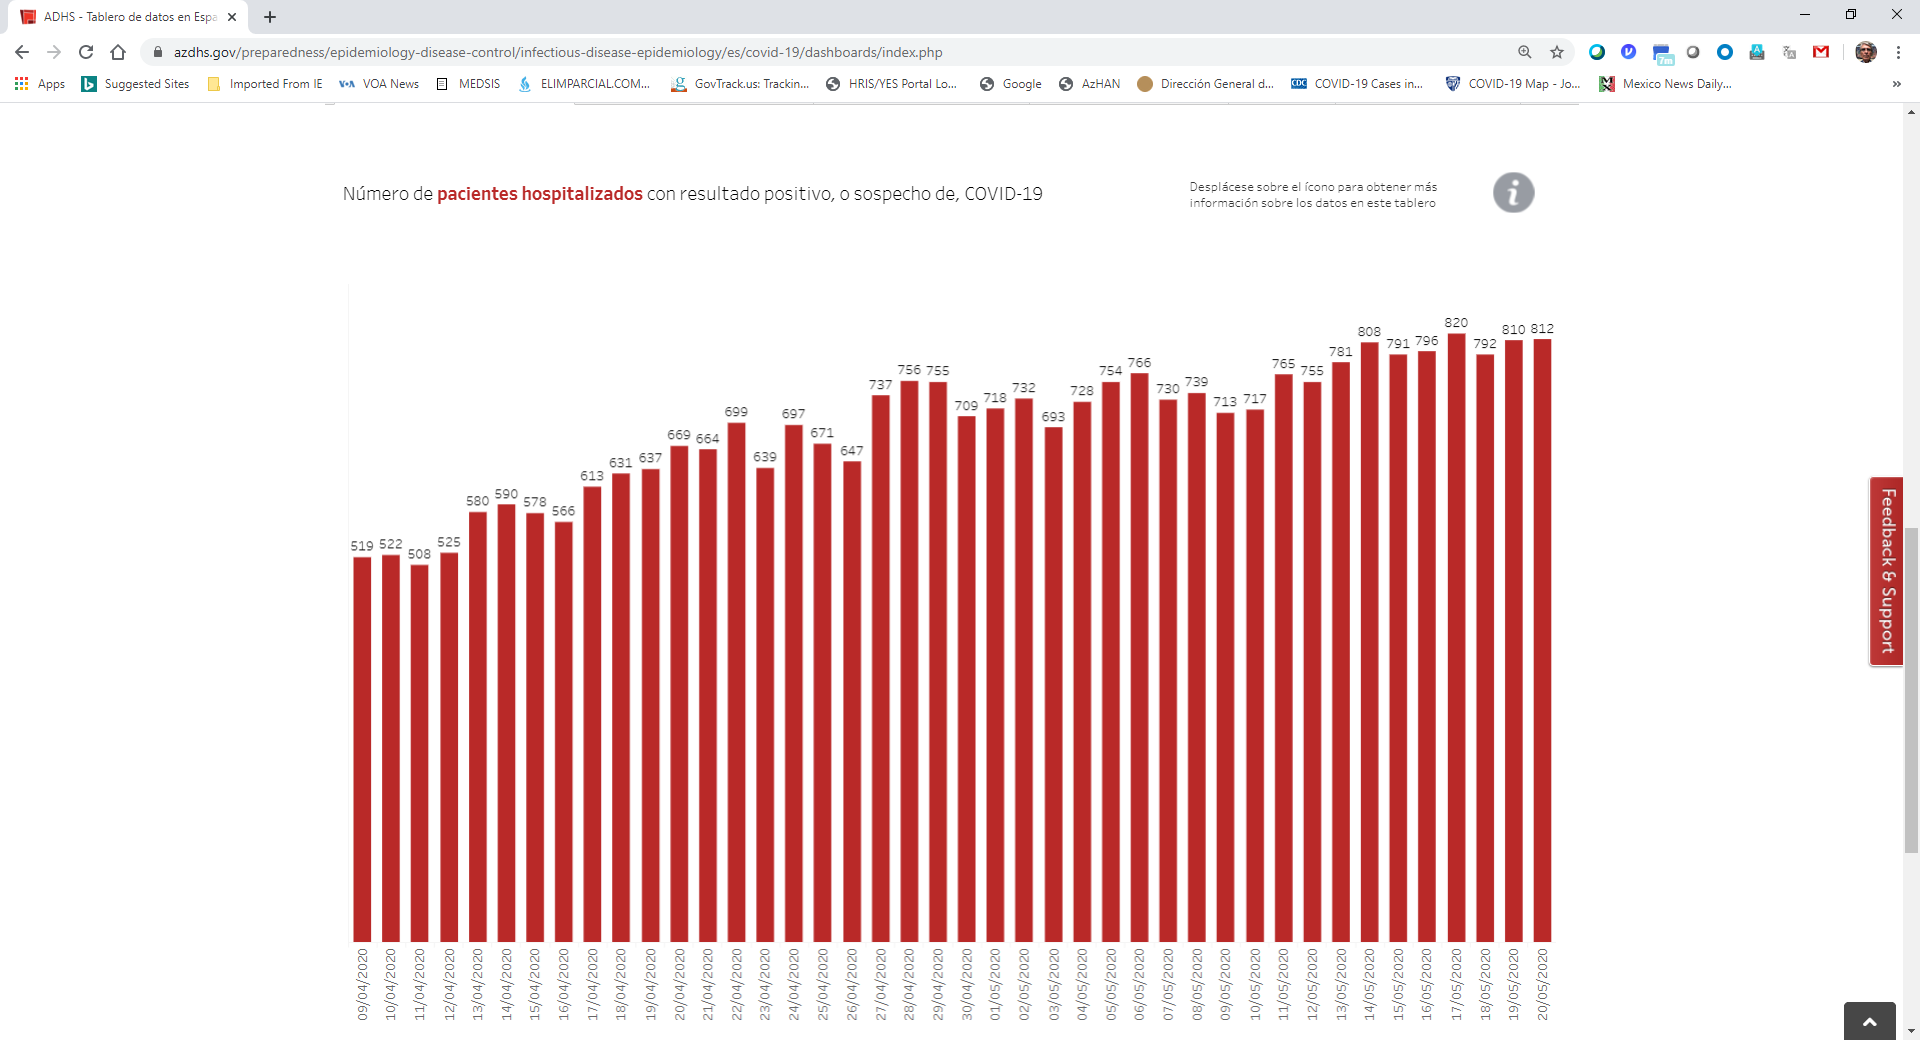 ADHS - Tablero de datos en Espa
azdhs.gov/preparedness/epidemiology-disease-control/infectious-disease-epidemiology/es/covid-19/dashboards/index.php
7m
Apps Suggested Sites Imported From IE VOA VOA News MEDSIS ELIMPARCIAL.COM... GovTrack.us: Trackin... HRIS/YES Portal Lo... Google AzHAN Dirección General d... CDC COVID-19 Cases in... COVID-19 Map - Jo... Mexico News Daily... »
Número de pacientes hospitalizados con resultado positivo, o sospecho de, COVID-19
Desplácese sobre el ícono para obtener más
información sobre los datos en este tablero
i
519 522 508 525 580 590 578 566 613 631 637 669 664 699 639 697 671 647 737 756 755 709 718 732 693 728 754 766 730 739 713 717 765 755 781 808 791 796 820 792 810 812
09/04/2020 10/04/2020 11/04/2020 12/04/2020 13/04/2020 14/04/2020 15/04/2020 16/04/2020 17/04/2020 18/04/2020 19/04/2020 20/04/2020 21/04/2020 22/04/2020 23/04/2020 24/04/2020 25/04/2020 26/04/2020 27/04/2020 28/04/2020 29/04/2020 30/04/2020 01/05/2020 02/05/2020 03/05/2020 04/05/2020 05/05/2020 06/05/2020 07/05/2020 08/05/2020 09/05/2020 10/05/2020 11/05/2020 12/05/2020 13/05/2020 14/05/2020 15/05/2020 16/05/2020 17/05/2020 18/05/2020 19/05/2020 20/05/2020
Feedback & Support